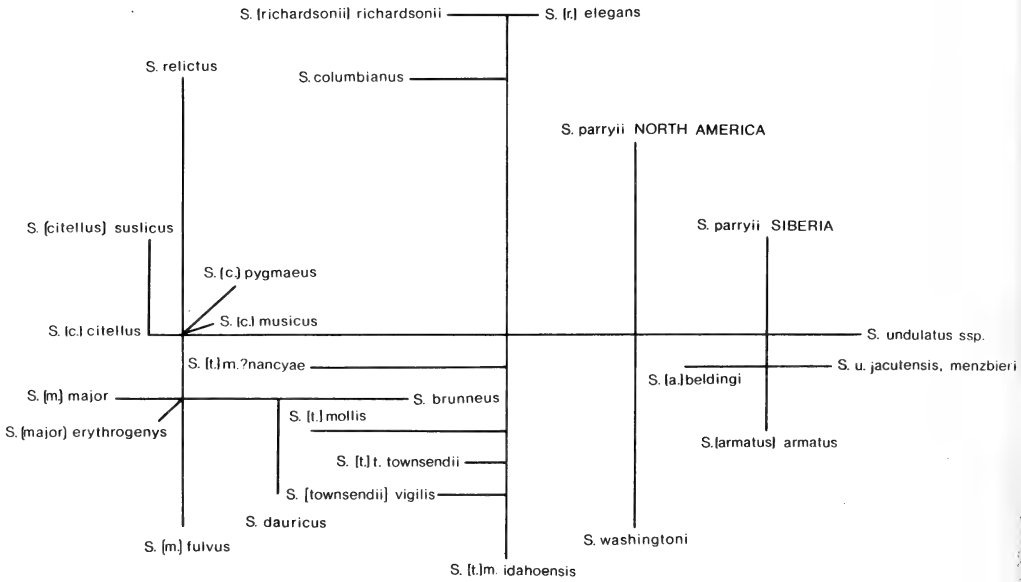 S. [richardsonii] richardsonii
S. [r.] elegans
S. relictus
S. columbianus
S. parryii NORTH AMERICA
S. [citellus] suslicus
S. parryii SIBERIA
S. [c.] pygmaeus
S. [c.] musicus
S. [c.] citellus
S. undulatus ssp.
S. [t.] m. ?nancyae
S. u. jacutensis, menzbieri
S. [a.] beldingi
S. [m.] major
S. brunneus
S. [t.] mollis
S. [major] erythrogenys
S. [armatus] armatus
S. [t.] t. townsendii
S. [townsendii] vigilis
S. dauricus
S. washingtoni
S. [m.] fulvus
S. [t.] m. idahoensis